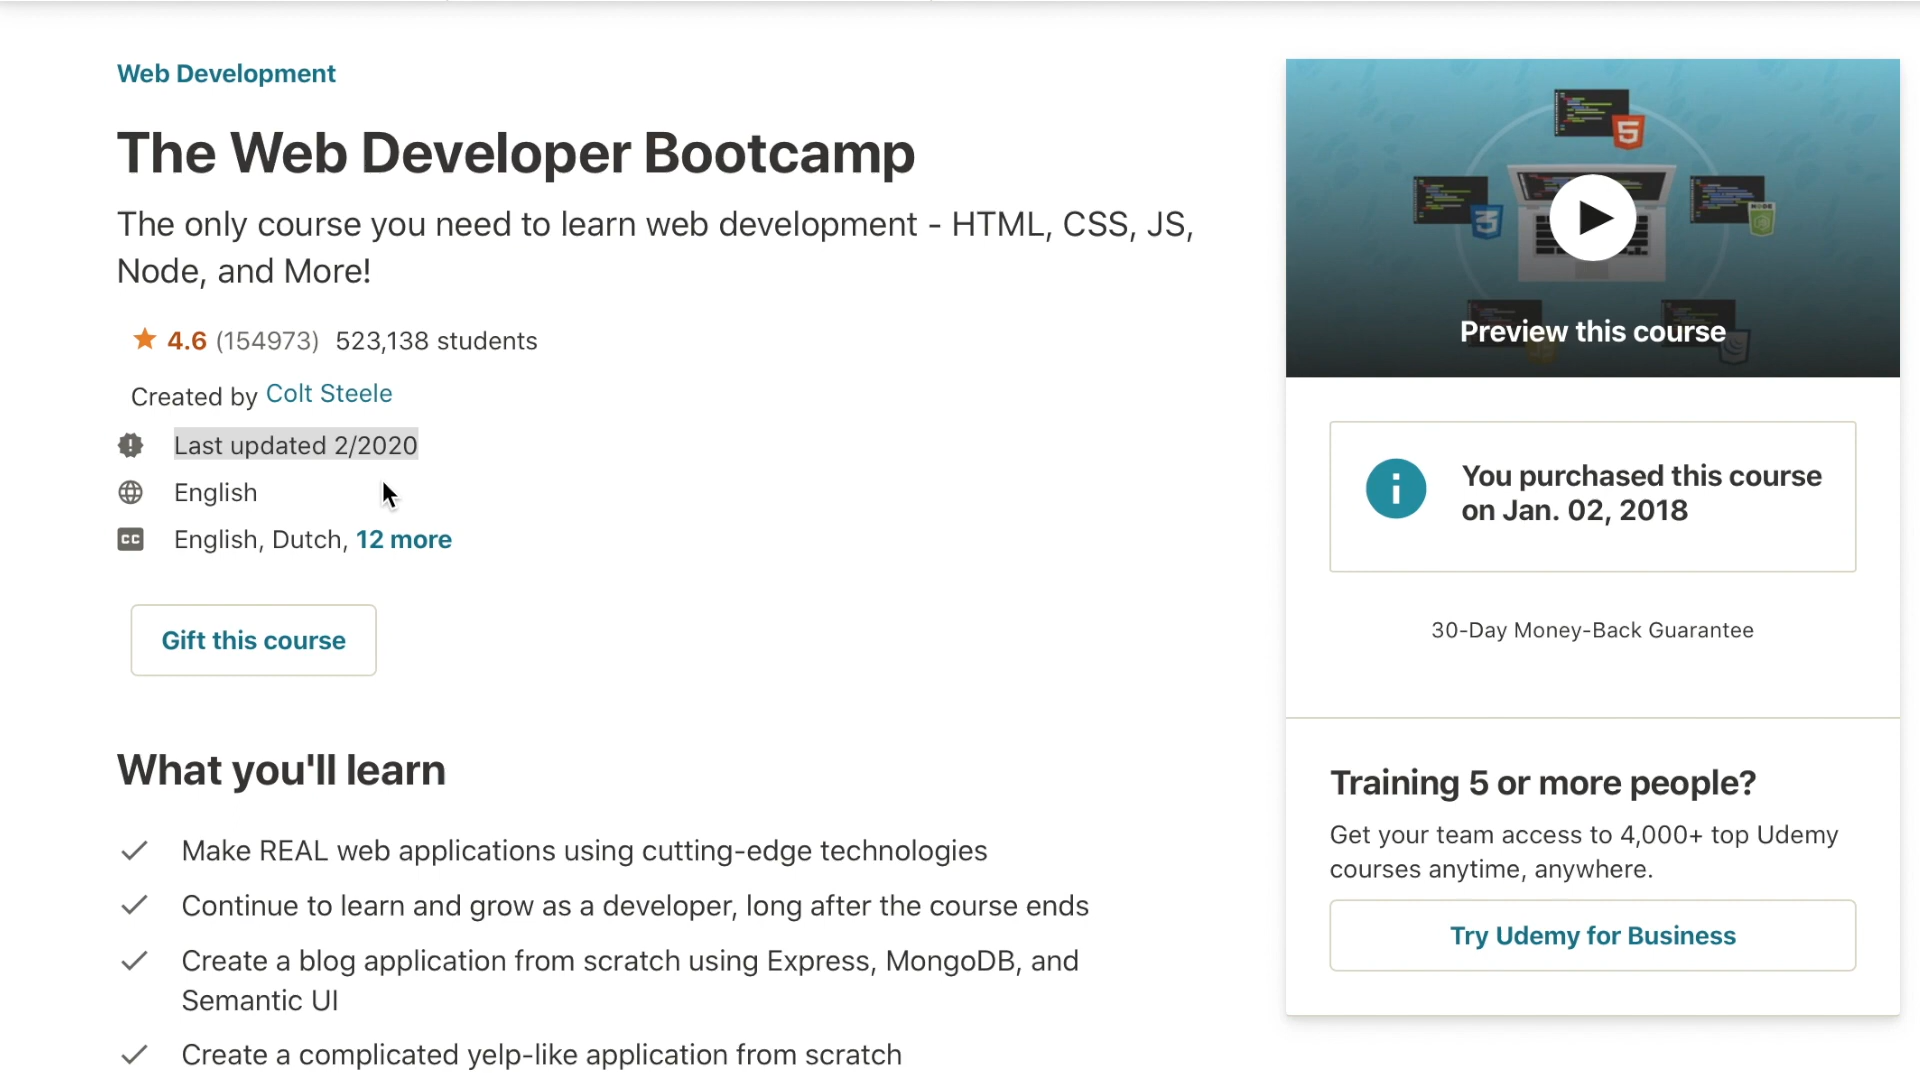 Web Development
The Web Developer Bootcamp
The only course you need to learn web development - HTML, CSS, JS,
Node, and More!
4.6 (154973) 523,138 students
Created by Colt Steele
Last updated 2/2020
English
CC English, Dutch, 12 more
Gift this course
What you'll learn
Make REAL web applications using cutting-edge technologies
Continue to learn and grow as a developer, long after the course ends
Create a blog application from scratch using Express, MongoDB, and
Semantic UI
Create a complicated yelp-like application from scratch
5
3
NODE
Preview this course
You purchased this course
on Jan. 02, 2018
30-Day Money-Back Guarantee
Training 5 or more people?
Get your team access to 4,000+ top Udemy
courses anytime, anywhere.
Try Udemy for Business